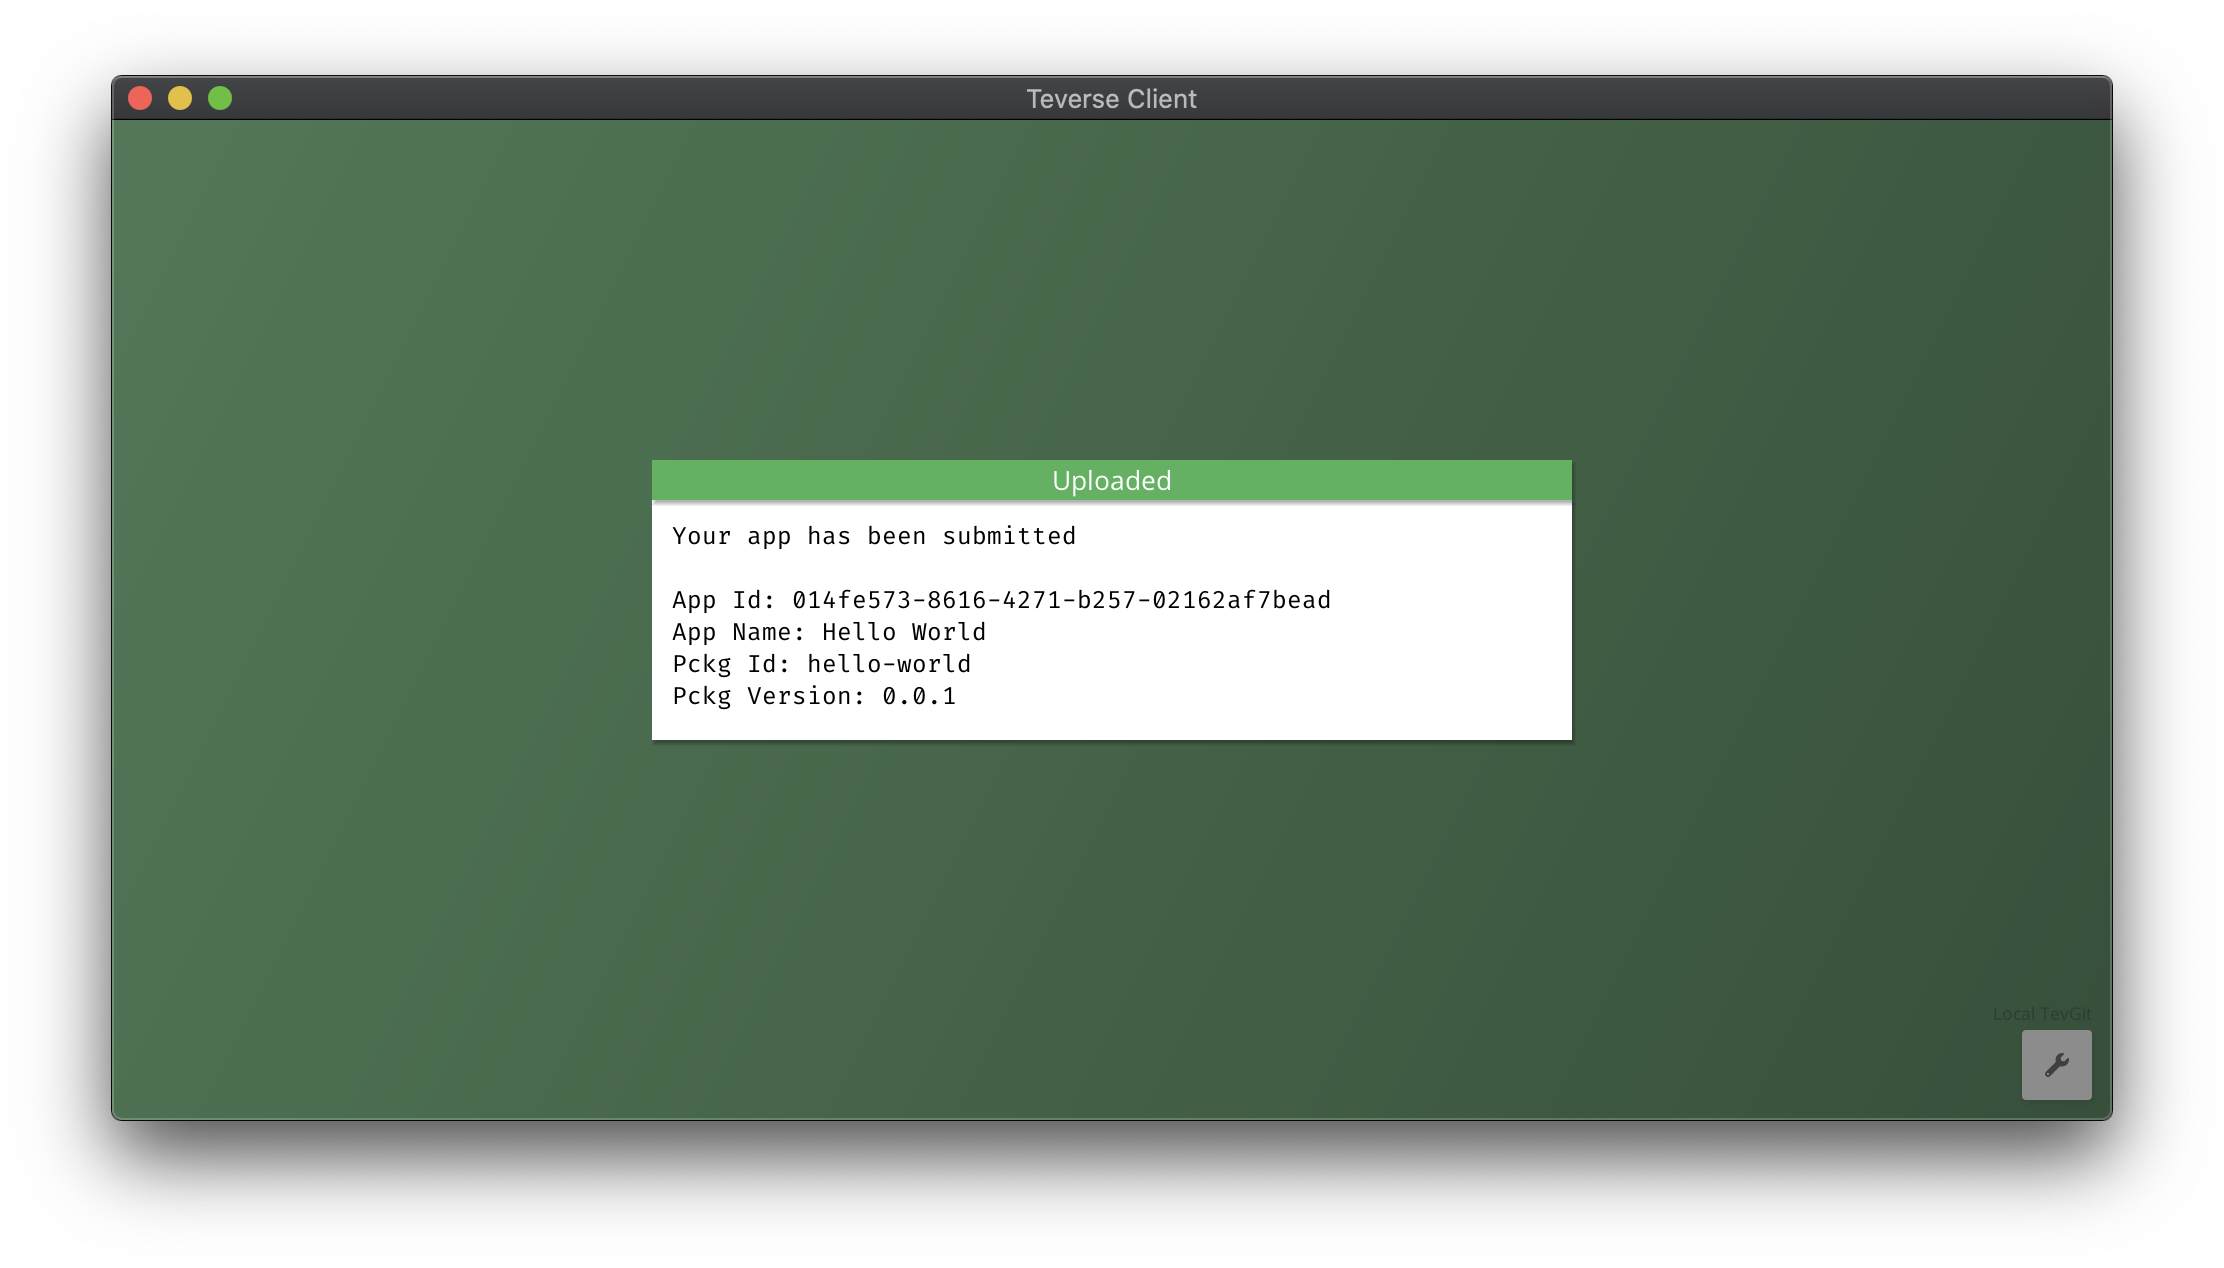 Teverse Client
Uploaded
Your app has been submitted
App Id: 014fe573-8616-4271-b257-02162af7bead
App Name: Hello World
Pckg Id: hello-world
Pckg Version: 0.0.1
Local TevGit